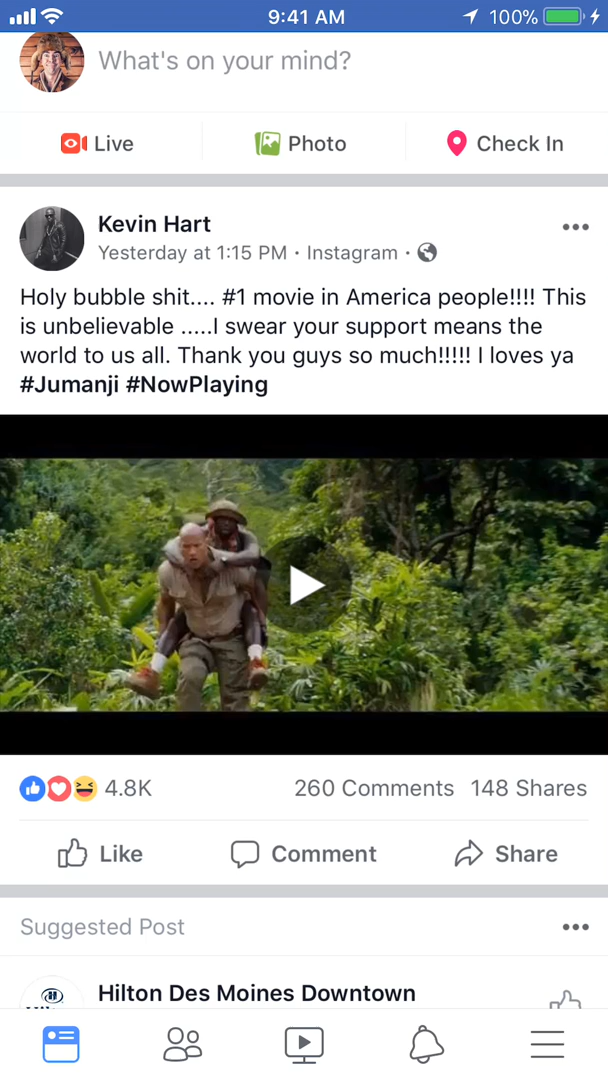 9:41 AM
100%
What's on your mind?
Live
Photo
Check In
Kevin Hart
Yesterday at 1:15 PM · Instagram ·
Holy bubble shit.... #1 movie in America people!!!! This
is unbelievable .....I swear your support means the
world to us all. Thank you guys so much!!!!! I loves ya
#Jumanji #NowPlaying
4.8K
260 Comments
148 Shares
Like
Comment
Share
Suggested Post
Hilton Des Moines Downtown